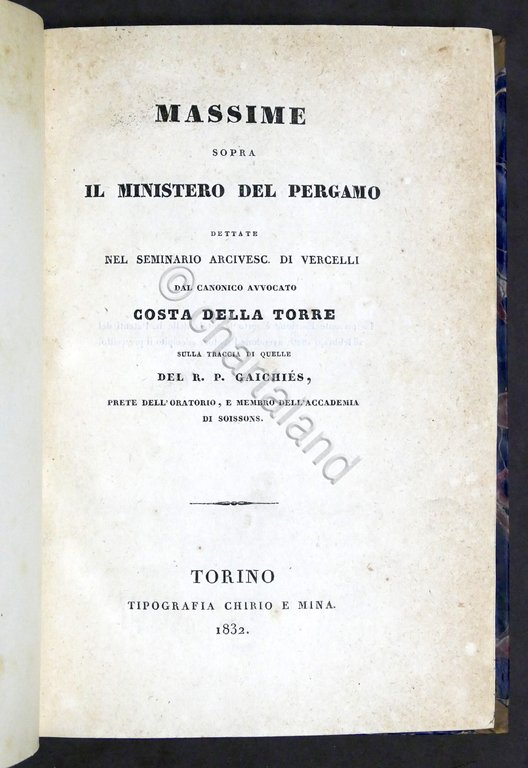 MASSIME
SOPRA
IL MINISTERO DEL PERGAMO
DETTATE
NEL SEMINARIO ARCIVESC. DI VERCELLI
DAL CANONICO AVVOCATO
COSTA DELLA TORRE
SULLA TRACCIA DI QUELLE
DEL R. P. GAICHIÉS,
PRETE DELL'ORATORIO, E MEMBRO DELL'ACCADEMIA
DI SOISSONS.
TORINO
TIPOGRAFIA CHIRIO E MINA.
1832.
© chartaland